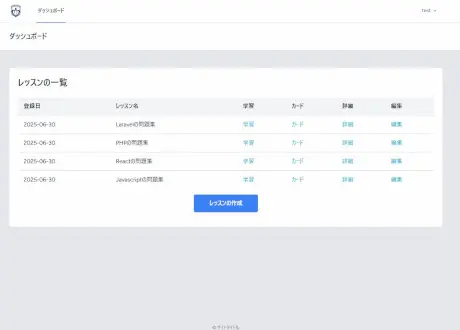 ダッシュボード test
ダッシュボード
レッスンの一覧
登録日 レッスン名 学習 カード 詳細 編集
2025-06-30 Laravelの問題集 学習 カード 詳細 編集
2025-06-30 PHPの問題集 学習 カード 詳細 編集
2025-06-30 Reactの問題集 学習 カード 詳細 編集
2025-06-30 Javascriptの問題集 学習 カード 詳細 編集
レッスンの作成